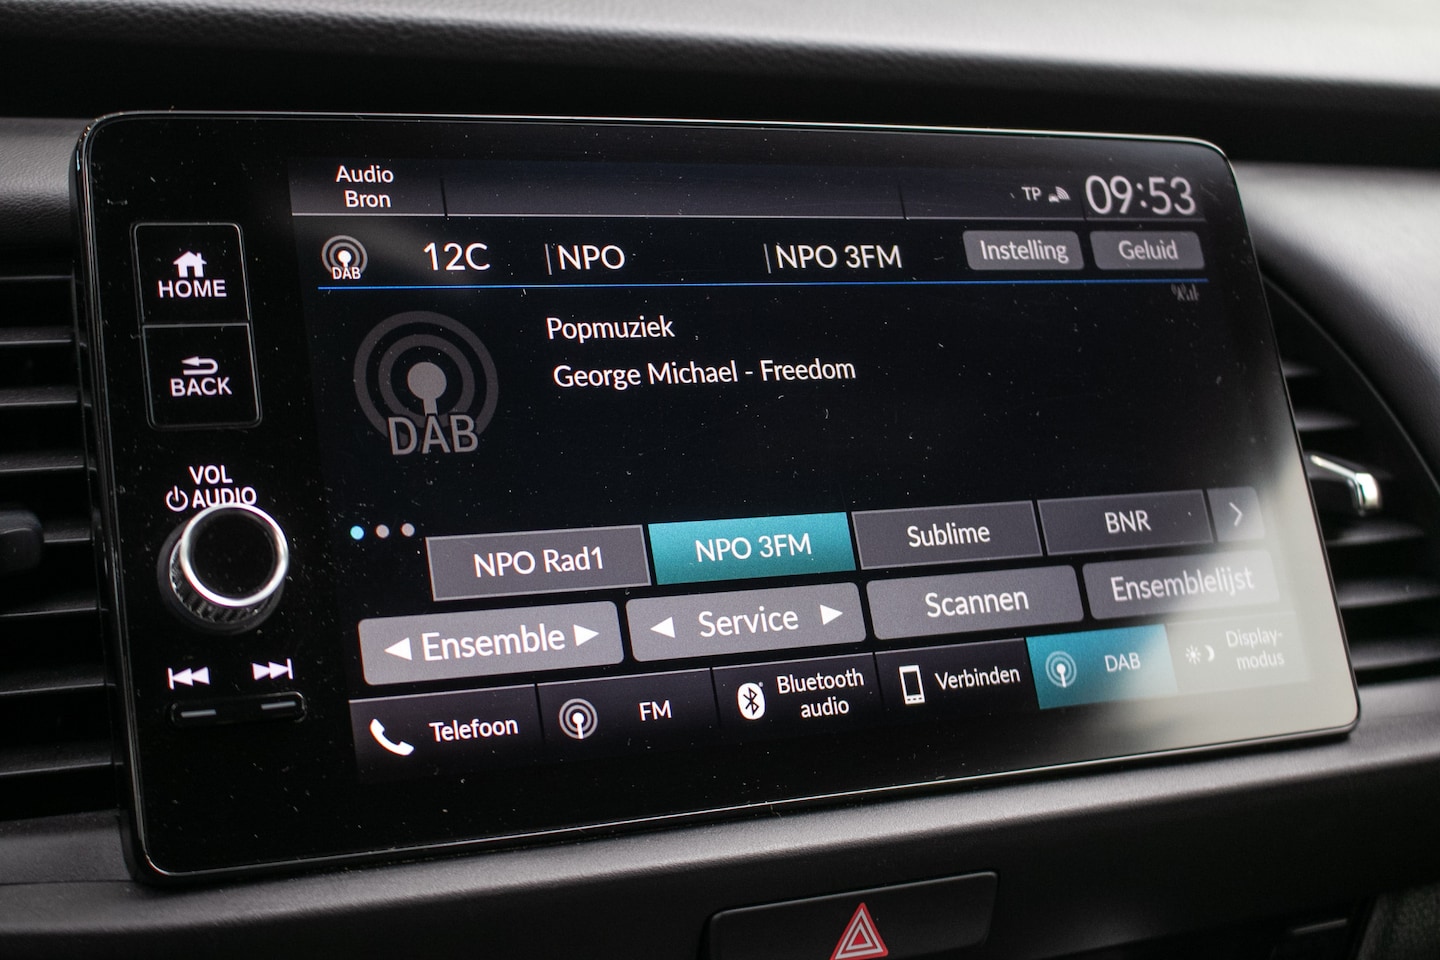 Audio
Bron
TP
09:53
DAB
12C
NPO
NPO 3FM
Instelling
Geluid
HOME
BACK
VOL
AUDIO
DAB
Popmuziek
George Michael - Freedom
NPO Rad1
NPO 3FM
Sublime
BNR
Ensemble
Service
Scannen
Ensemblelijst
Telefoon
FM
Bluetooth
audio
Verbinden
DAB
Display-
modus